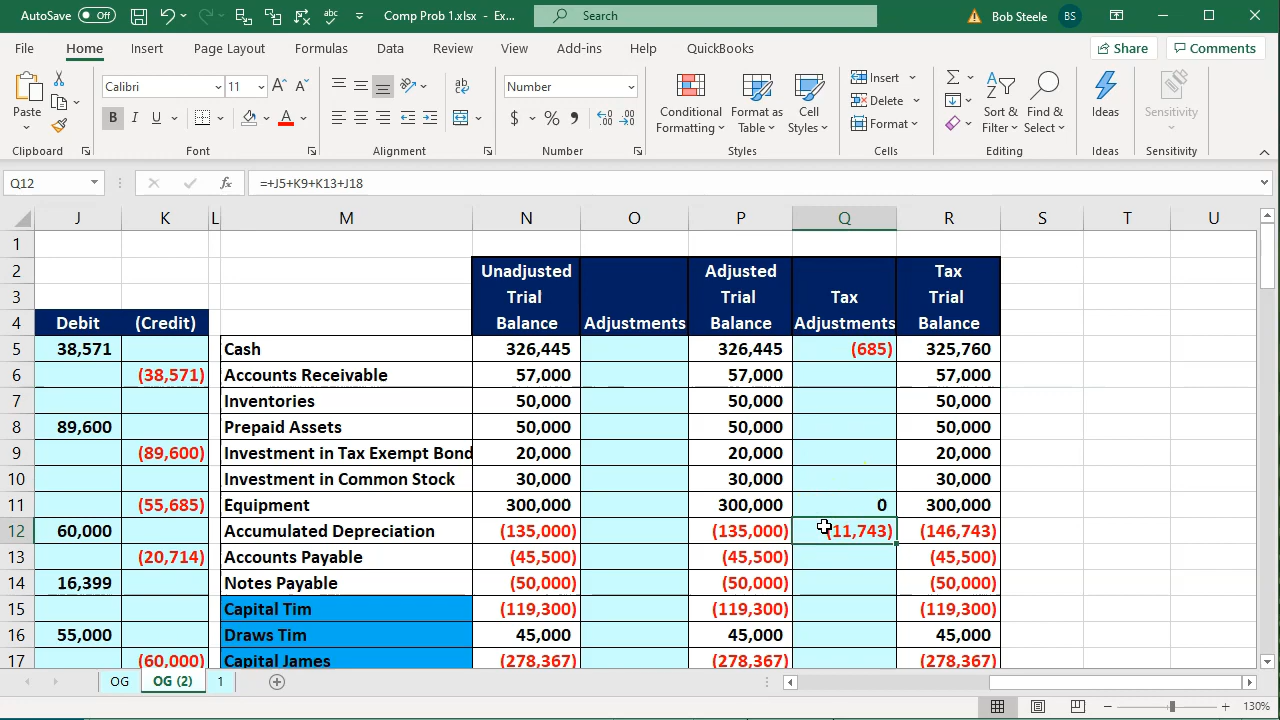 AutoSave Off Comp Prob 1.xlsx - Ex... Search Bob Steele BS
File Home Insert Page Layout Formulas Data Review View Add-ins Help QuickBooks Share Comments
Paste Calibri 11 Number Conditional Formatting Format as Table Cell Styles Insert Delete Format Sort & Filter Find & Select Ideas Sensitivity
Clipboard Font Alignment Number Styles Cells Editing Ideas Sensitivity
Q12 =+J5+K9+K13+J18
J K L M N O P Q R S T U
1
2 Unadjusted Adjusted Tax
3 Trial Trial Tax Trial
4 Debit (Credit) Balance Adjustments Balance Adjustments Balance
5 38,571 Cash 326,445 326,445 (685) 325,760
6 (38,571) Accounts Receivable 57,000 57,000 57,000
7 Inventories 50,000 50,000 50,000
8 89,600 Prepaid Assets 50,000 50,000 50,000
9 (89,600) Investment in Tax Exempt Bond 20,000 20,000 20,000
10 Investment in Common Stock 30,000 30,000 30,000
11 (55,685) Equipment 300,000 300,000 0 300,000
12 60,000 Accumulated Depreciation (135,000) (135,000) (11,743) (146,743)
13 (20,714) Accounts Payable (45,500) (45,500) (45,500)
14 16,399 Notes Payable (50,000) (50,000) (50,000)
15 Capital Tim (119,300) (119,300) (119,300)
16 55,000 Draws Tim 45,000 45,000 45,000
17 (60,000) Capital James (278,367) (278,367) (278,367)
OG OG (2) 1
130%